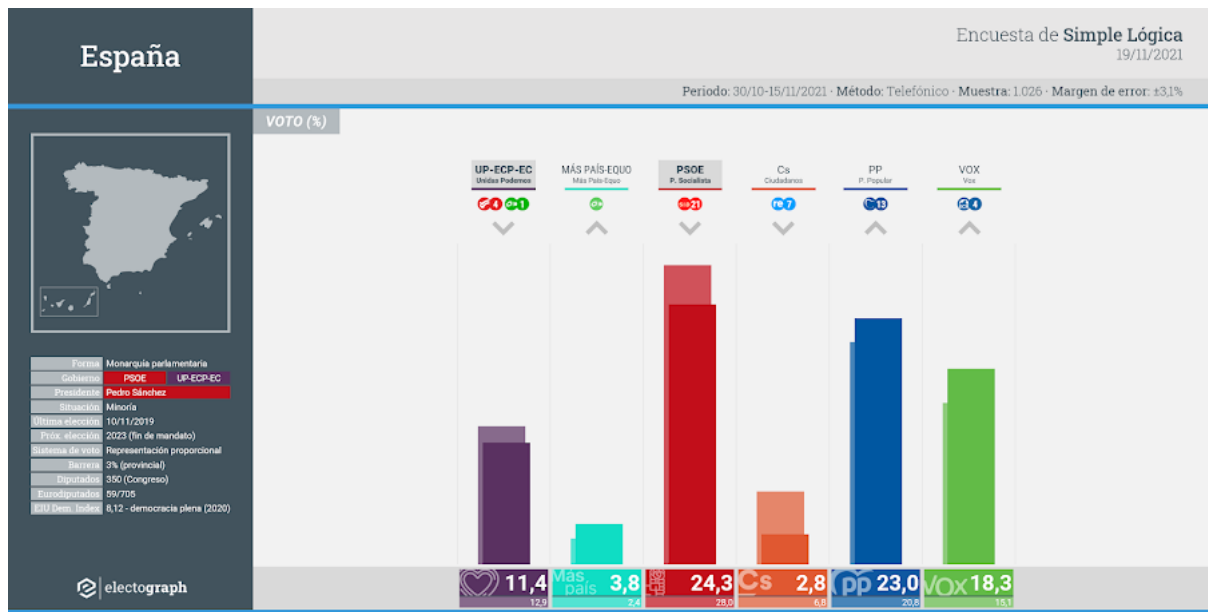 España
Encuesta de Simple Lógica
19/11/2021
Periodo: 30/10-15/11/2021 · Método: Telefónico · Muestra: 1.026 · Margen de error: ±3,1%
VOTO (%)
UP-ECP-EC MÁS PAÍS-EQUO PSOE Cs PP VOX
Unidas Podemos Más País-Equo P. Socialista Ciudadanos P. Popular Vox
4 1 21 7 13 4
Forma Monarquía parlamentaria
Gobierno PSOE UP-ECP-EC
Presidente Pedro Sánchez
Situación Minoría
Última elección 10/11/2019
Próx. elección 2023 (fin de mandato)
Sistema de voto Representación proporcional
Barrera 3% (provincial)
Diputados 350 (Congreso)
Eurodiputados 59/705
EIU Dem. Index 8,12 - democracia plena (2020)
electograph
11,4 Más país 3,8 24,3 Cs 2,8 pp 23,0 VOX 18,3
12,9 2,4 28,0 6,8 20,8 15,1